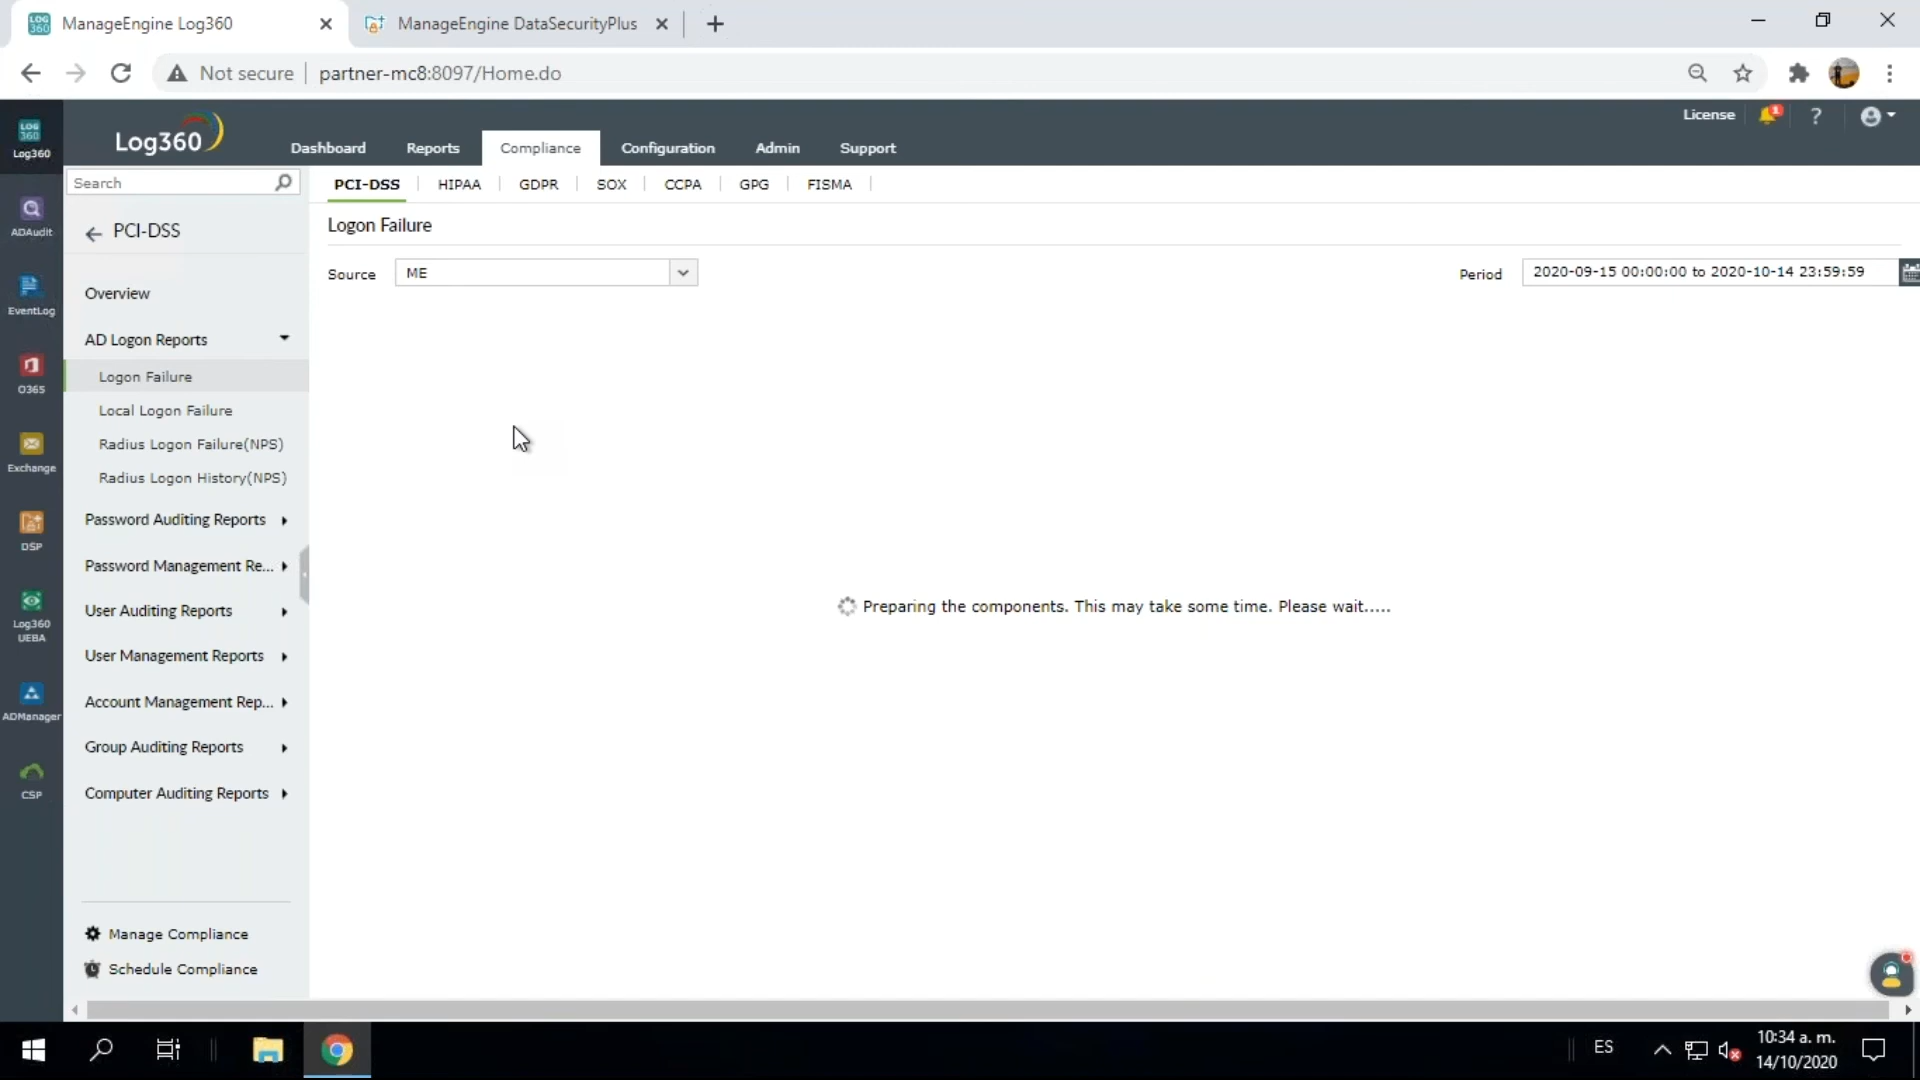 ManageEngine Log360
ManageEngine DataSecurityPlus
Not secure
partner-mc8:8097/Home.do
LOG 360
Log360
Log360
Dashboard
Reports
Compliance
Configuration
Admin
Support
License
1
?
Search
PCI-DSS
HIPAA
GDPR
SOX
CCPA
GPG
FISMA
ADAudit
PCI-DSS
Logon Failure
Source
ME
Period
2020-09-15 00:00:00 to 2020-10-14 23:59:59
EventLog
Overview
AD Logon Reports
O365
Logon Failure
Local Logon Failure
Radius Logon Failure(NPS)
Exchange
Radius Logon History(NPS)
Password Auditing Reports
DSP
Password Management Re...
User Auditing Reports
Preparing the components. This may take some time. Please wait.....
Log360
UEBA
User Management Reports
Account Management Rep...
ADManager
Group Auditing Reports
Computer Auditing Reports
CSP
Manage Compliance
Schedule Compliance
ES
10:34 a. m.
14/10/2020